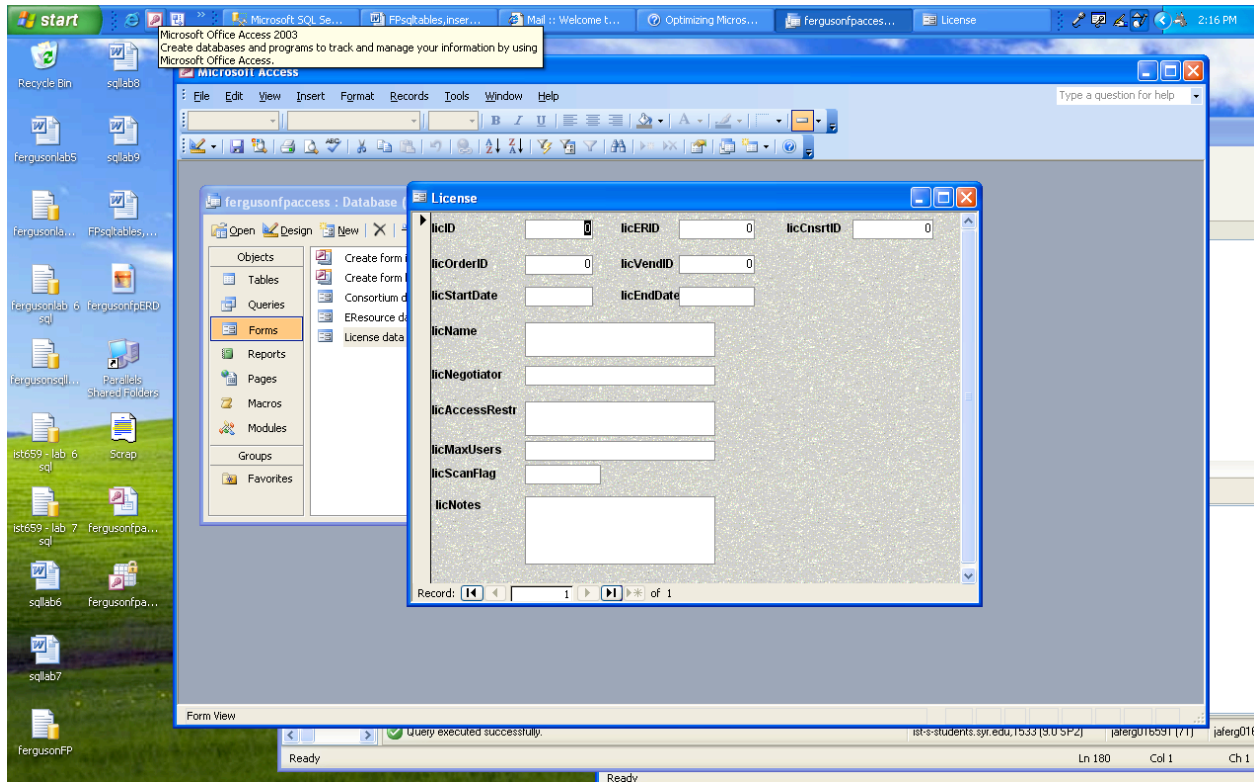 start
Microsoft SQL Se...
FPsqltables,inser...
Mail :: Welcome t...
Optimizing Micros...
fergusonfpacces...
License
2:16 PM
Microsoft Office Access 2003
Create databases and programs to track and manage your information by using
Microsoft Office Access.
Recycle Bin
sqllab8
fergusonlab5
sqllab9
fergusonla...
FPsqltables,...
fergusonlab 6
sql
fergusonfpERD
fergusonsqll...
Parallels
Shared Folders
ist659 - lab 6
sql
Scrap
ist659 - lab 7
sql
fergusonfpa...
sqllab6
fergusonfpa...
sqllab7
fergusonFP
Microsoft Access
File Edit View Insert Format Records Tools Window Help
Type a question for help
fergusonfpaccess : Database (
Open Design New
Objects
Tables
Queries
Forms
Reports
Pages
Macros
Modules
Groups
Favorites
Create form i
Create form
Consortium d
EResource da
License data
License
licID 0 licERID 0 licCnsrtID 0
licOrderID 0 licVendID 0
licStartDate licEndDate
licName
licNegotiator
licAccessRestr
licMaxUsers
licScanFlag
licNotes
Record: 1 of 1
Form View
Query executed successfully.
ist-s-students.syr.edu,1533 (9.0 SP2)
jaferg016591 (71)
jaferg016
Ready
Ln 180 Col 1 Ch 1
Ready